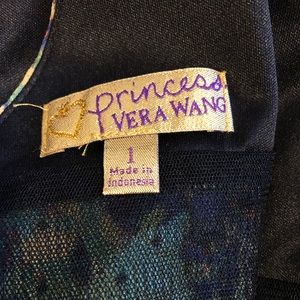 princess
VERA WANG
1
Made in
Indonesia